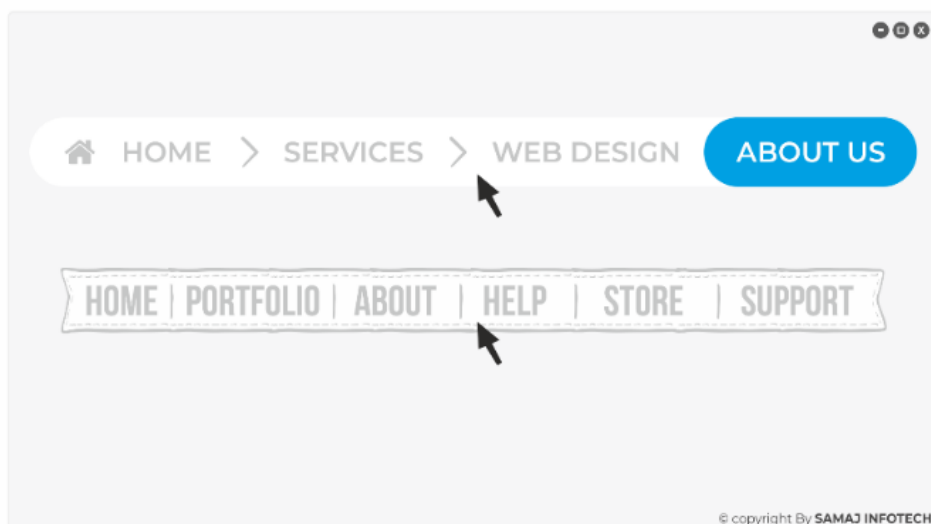 HOME > SERVICES > WEB DESIGN ABOUT US
HOME | PORTFOLIO | ABOUT | HELP | STORE | SUPPORT
© copyright By SAMAJ INFOTECH